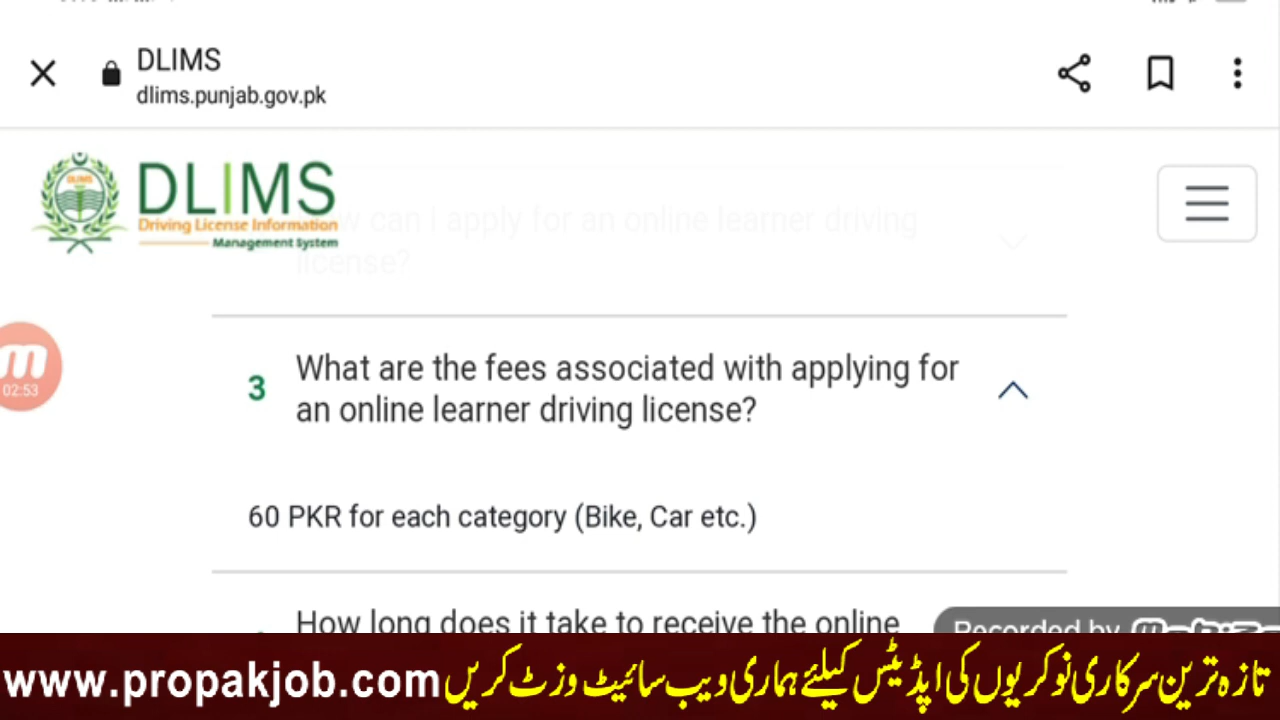 DLIMS
dlims.punjab.gov.pk
DLIMS
DLIMS
Driving License Information
Management System
How can I apply for an online learner driving
license?
02:53
3
What are the fees associated with applying for
an online learner driving license?
60 PKR for each category (Bike, Car etc.)
How long does it take to receive the online
Recorded by
www.propakjob.com تازہ ترین سرکاری نوکریوں کی اپڈیٹس کیلئے ہماری ویب سائیٹ وزٹ کریں